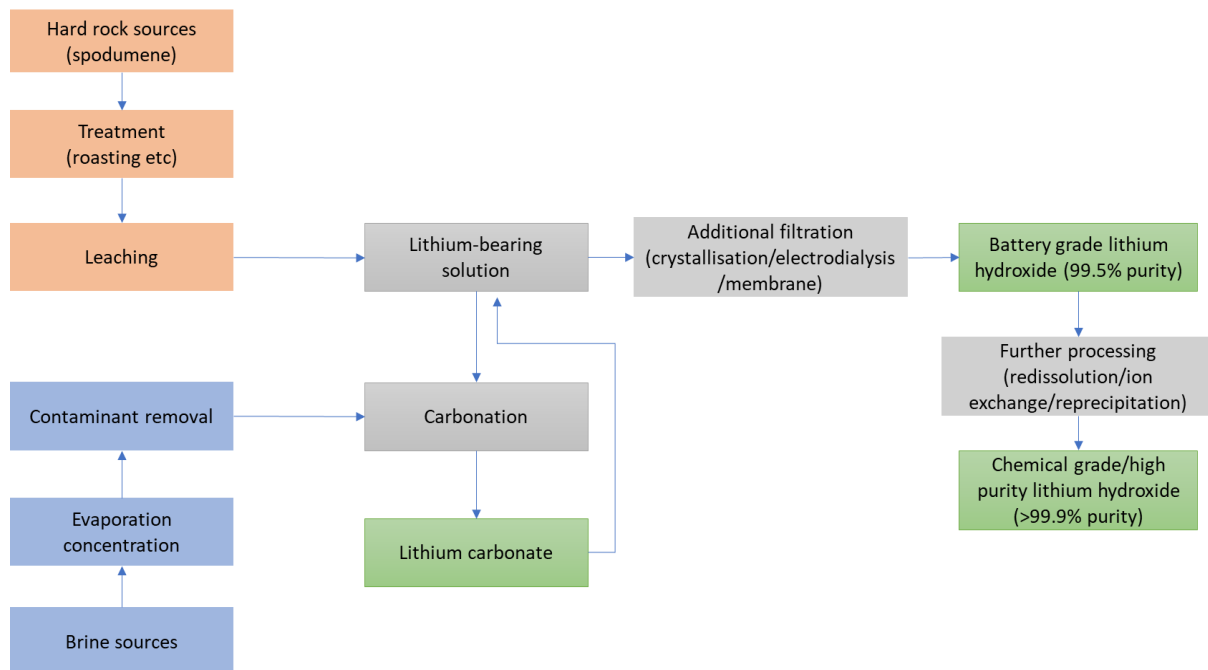 Hard rock sources
(spodumene)
Treatment
(roasting etc)
Leaching
Lithium-bearing
solution
Additional filtration
(crystallisation/electrodialysis
/membrane)
Battery grade lithium
hydroxide (99.5% purity)
Further processing
(redissolution/ion
exchange/reprecipitation)
Chemical grade/high
purity lithium hydroxide
(>99.9% purity)
Contaminant removal
Carbonation
Evaporation
concentration
Lithium carbonate
Brine sources